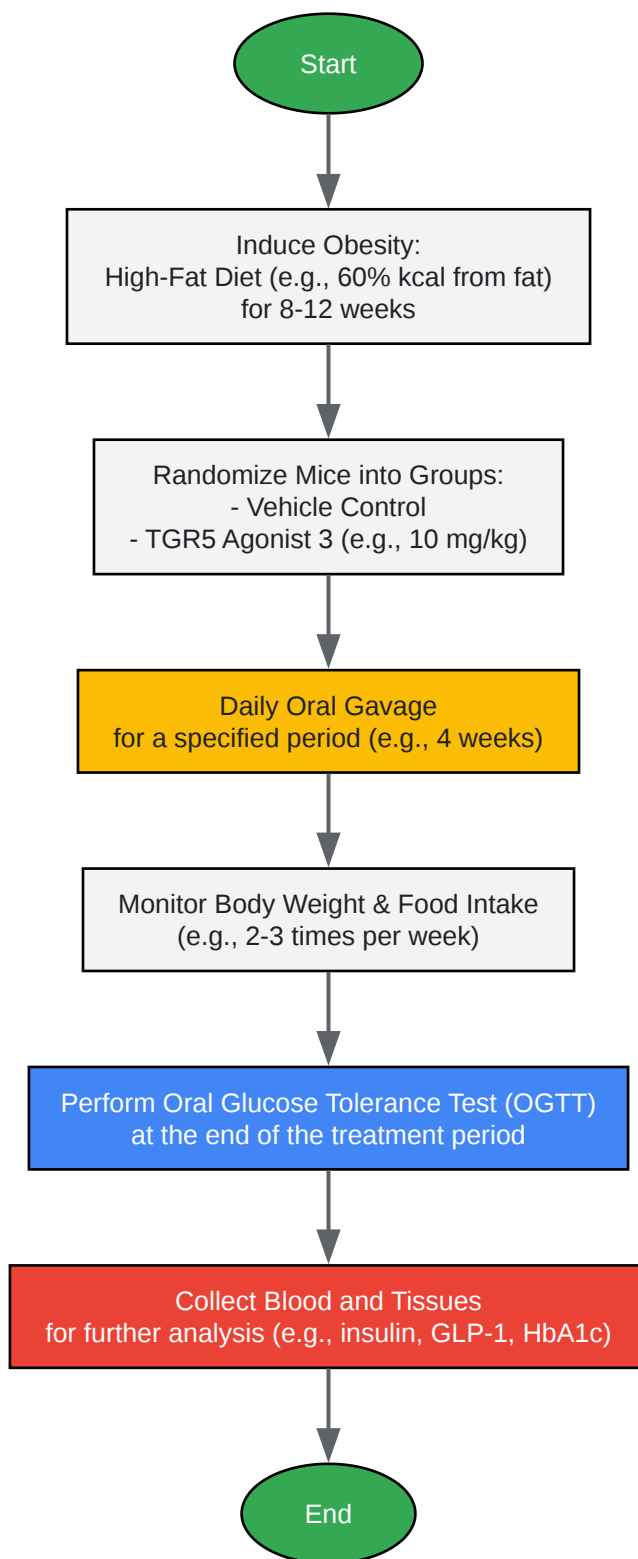 Start
Induce Obesity:
High-Fat Diet (e.g., 60% kcal from fat)
for 8-12 weeks
Randomize Mice into Groups:
- Vehicle Control
- TGR5 Agonist 3 (e.g., 10 mg/kg)
Daily Oral Gavage
for a specified period (e.g., 4 weeks)
Monitor Body Weight & Food Intake
(e.g., 2-3 times per week)
Perform Oral Glucose Tolerance Test (OGTT)
at the end of the treatment period
Collect Blood and Tissues
for further analysis (e.g., insulin, GLP-1, HbA1c)
End